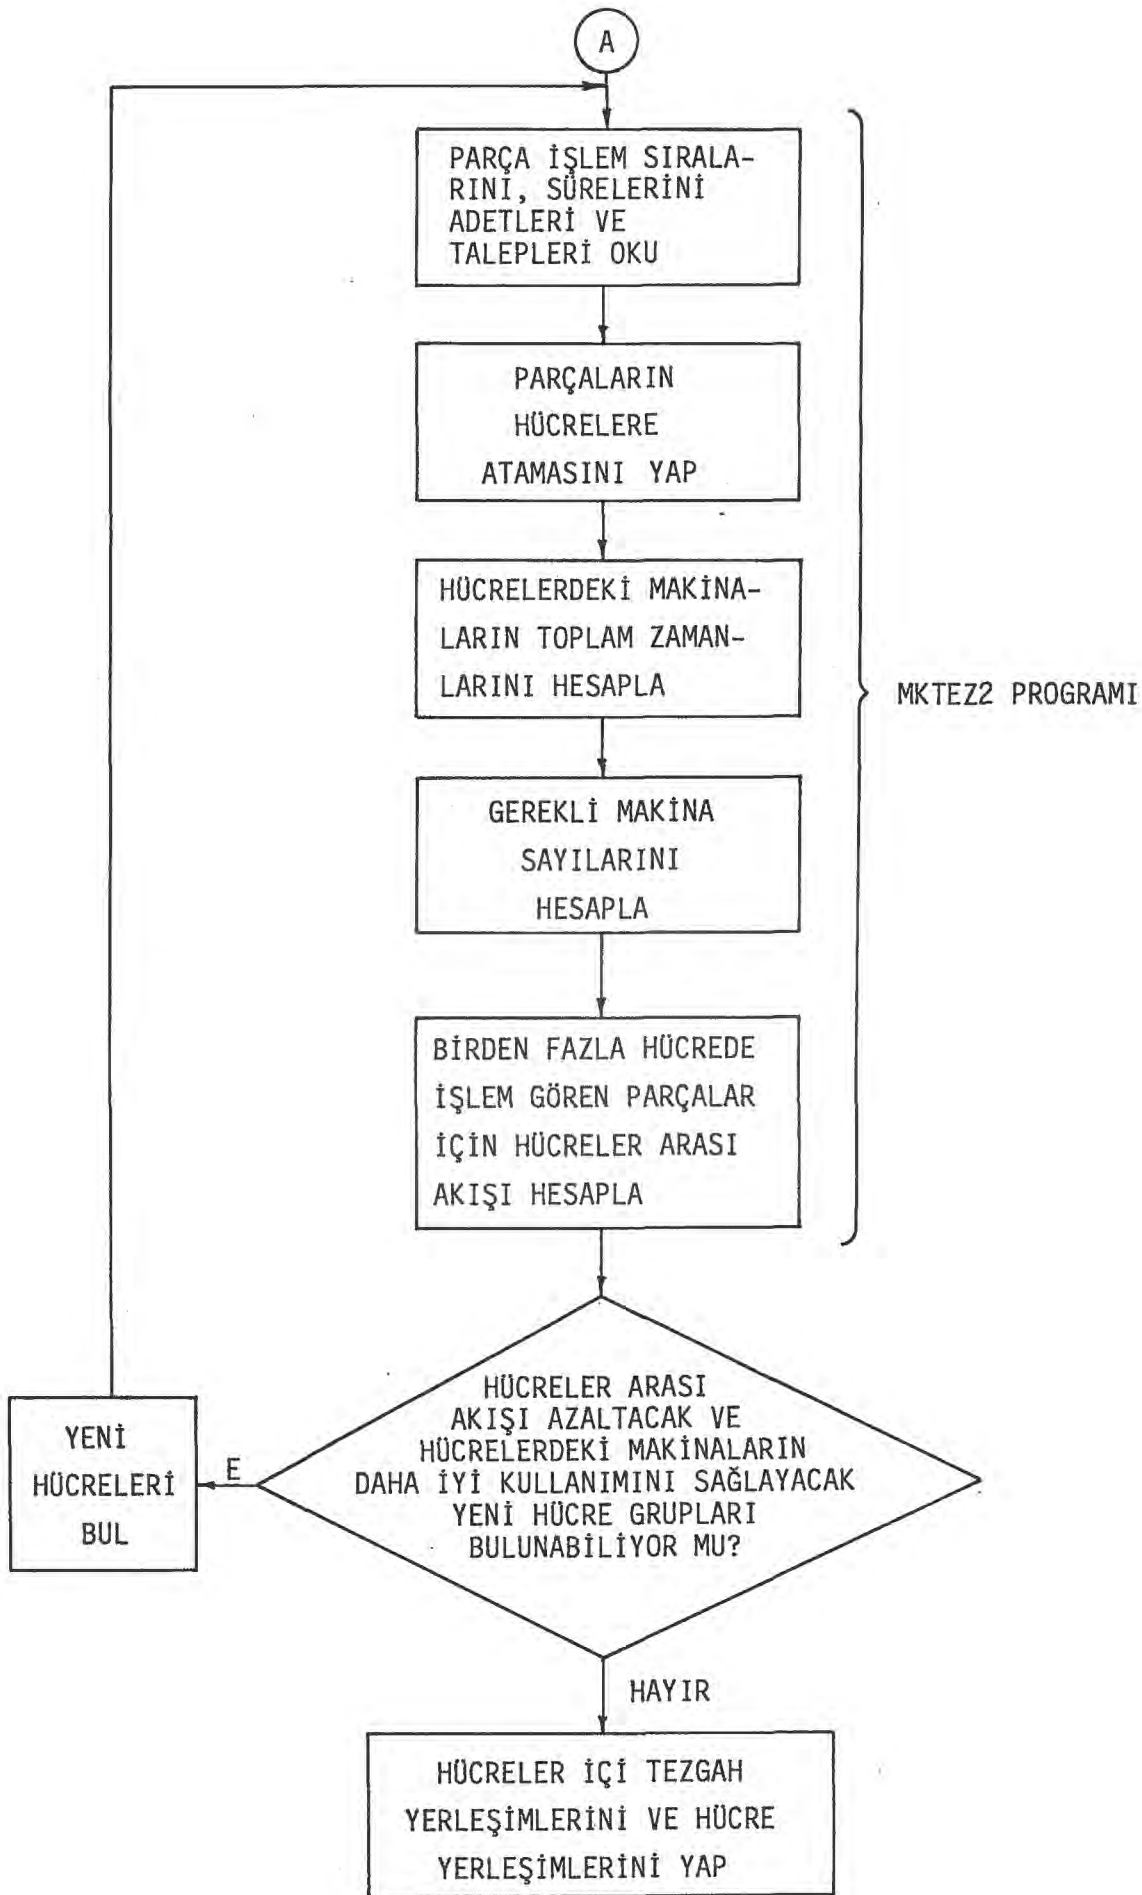 A
PARÇA İŞLEM SIRALA-
RINI, SÜRELERİNİ
ADETLERİ VE
TALEPLERİ OKU
PARÇALARIN
HÜCRELERE
ATAMASINI YAP
HÜCRELERDEKİ MAKİNA-
LARIN TOPLAM ZAMAN-
LARINI HESAPLA
MKTEZ2 PROGRAMI
GEREKLİ MAKİNA
SAYILARINI
HESAPLA
BİRDEN FAZLA HÜCREDE
İŞLEM GÖREN PARÇALAR
İÇİN HÜCRELER ARASI
AKIŞI HESAPLA
HÜCRELER ARASI
AKIŞI AZALTACAK VE
HÜCRELERDEKİ MAKİNALARIN
DAHA İYİ KULLANIMINI SAĞLAYACAK
YENİ HÜCRE GRUPLARI
BULUNABİLİYOR MU?
E
YENİ
HÜCRELERİ
BUL
HAYIR
HÜCRELER İÇİ TEZGAH
YERLEŞİMLERİNİ VE HÜCRE
YERLEŞİMLERİNİ YAP